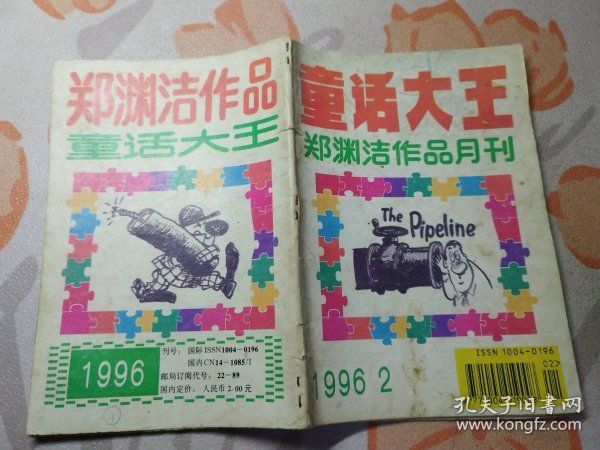 郑渊洁作品
童话大王
1996
刊号：国际ISSN1004-0196
国内CN14-1085/1
邮局订阅代号：22-89
国内定价：人民币2.00元
①
童话大王
郑渊洁作品月刊
The
Pipeline
1996 2
ISSN 1004-0196
02>
孔夫子旧书网